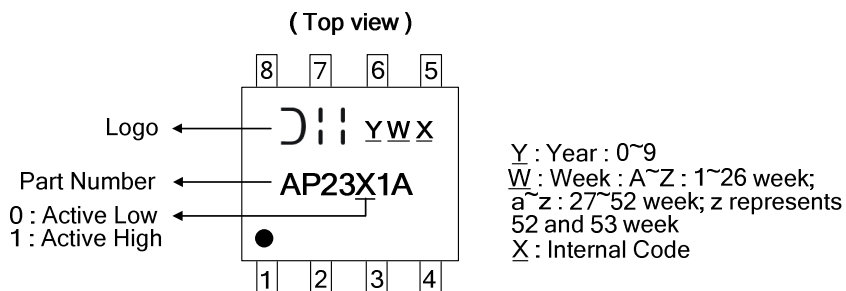 ( Top view )
8 7 6 5
Logo
Y W X
Part Number
AP23X1A
0 : Active Low
1 : Active High
1 2 3 4
Y : Year : 0~9
W : Week : A~Z : 1~26 week;
a~z : 27~52 week; z represents
52 and 53 week
X : Internal Code